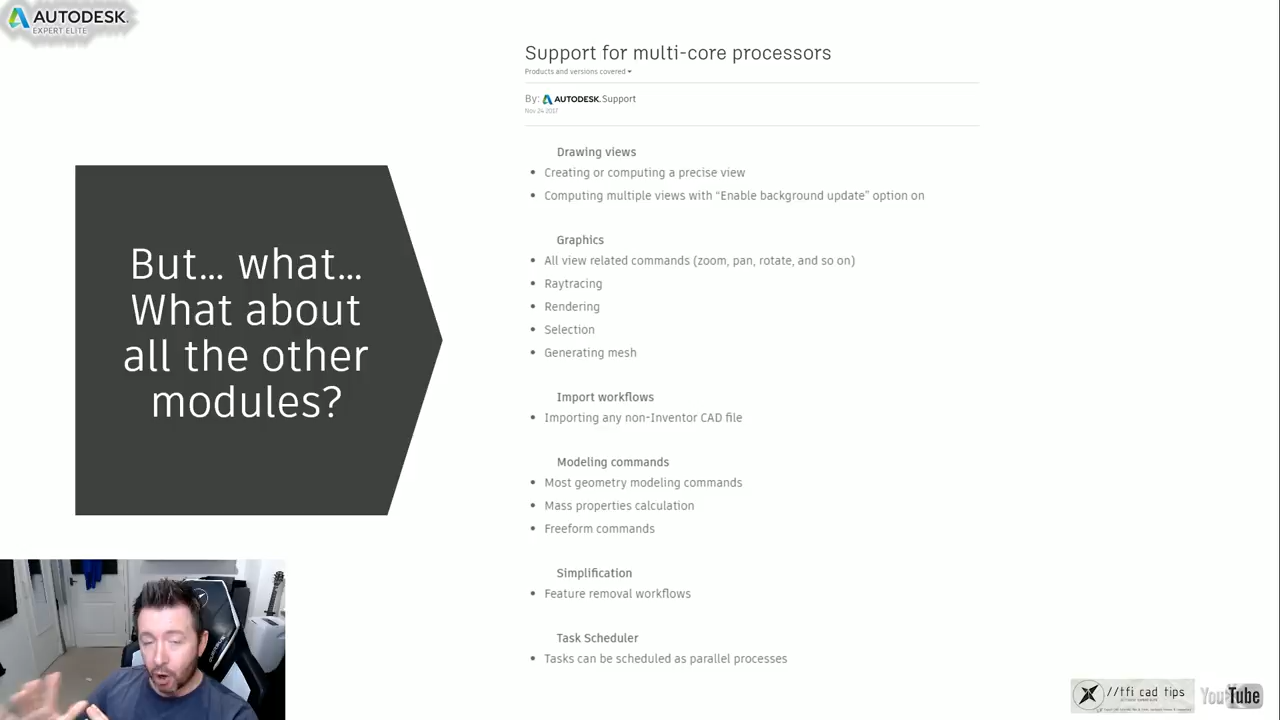 AUTODESK.
EXPERT ELITE
Support for multi-core processors
Products and versions covered
By: AUTODESK. Support
Nov 24 2017
Drawing views
• Creating or computing a precise view
• Computing multiple views with “Enable background update” option on
Graphics
• All view related commands (zoom, pan, rotate, and so on)
• Raytracing
• Rendering
• Selection
• Generating mesh
Import workflows
• Importing any non-Inventor CAD file
Modeling commands
• Most geometry modeling commands
• Mass properties calculation
• Freeform commands
Simplification
• Feature removal workflows
Task Scheduler
• Tasks can be scheduled as parallel processes
But... what...
What about
all the other
modules?
//tfi cad tips
YouTube